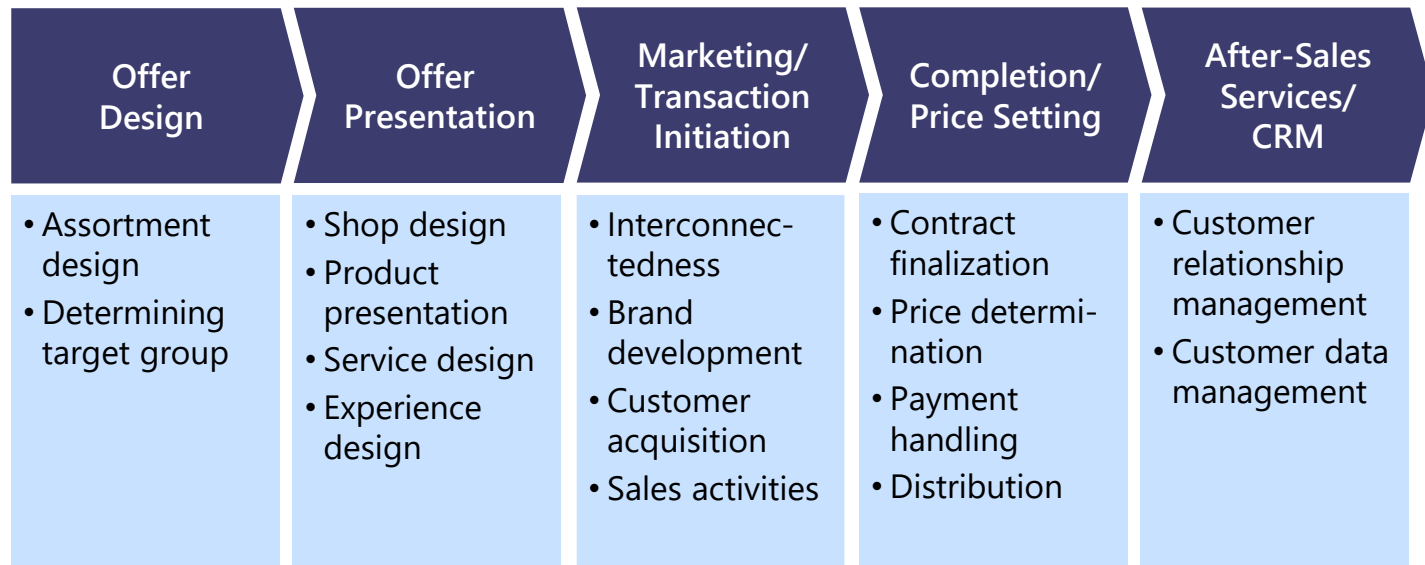 Offer
Design
Offer
Presentation
Marketing/
Transaction
Initiation
Completion/
Price Setting
After-Sales
Services/
CRM
• Assortment
design
• Determining
target group
• Shop design
• Product
presentation
• Service design
• Experience
design
• Interconnec-
tedness
• Brand
development
• Customer
acquisition
• Sales activities
• Contract
finalization
• Price determi-
nation
• Payment
handling
• Distribution
• Customer
relationship
management
• Customer data
management